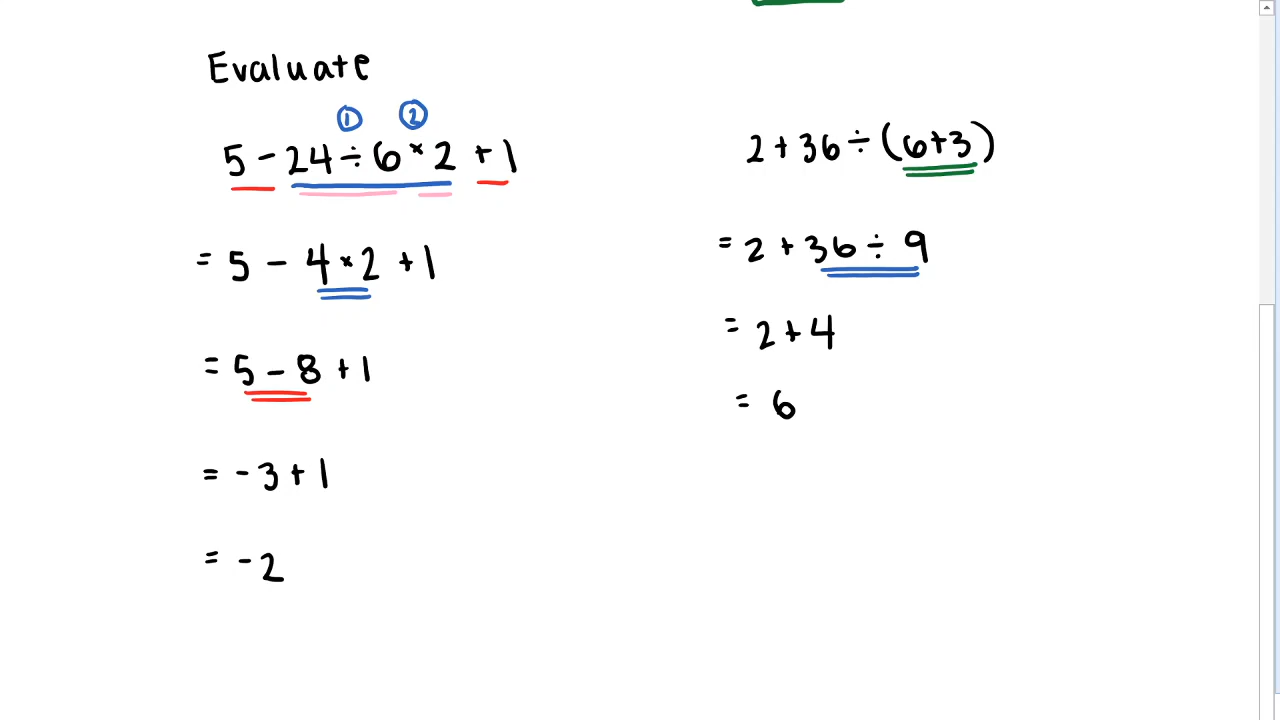 Evaluate
① ②
5 - 24 ÷ 6 × 2 + 1
= 5 - 4 × 2 + 1
= 5 - 8 + 1
= -3 + 1
= -2
2 + 36 ÷ (6+3)
= 2 + 36 ÷ 9
= 2 + 4
= 6